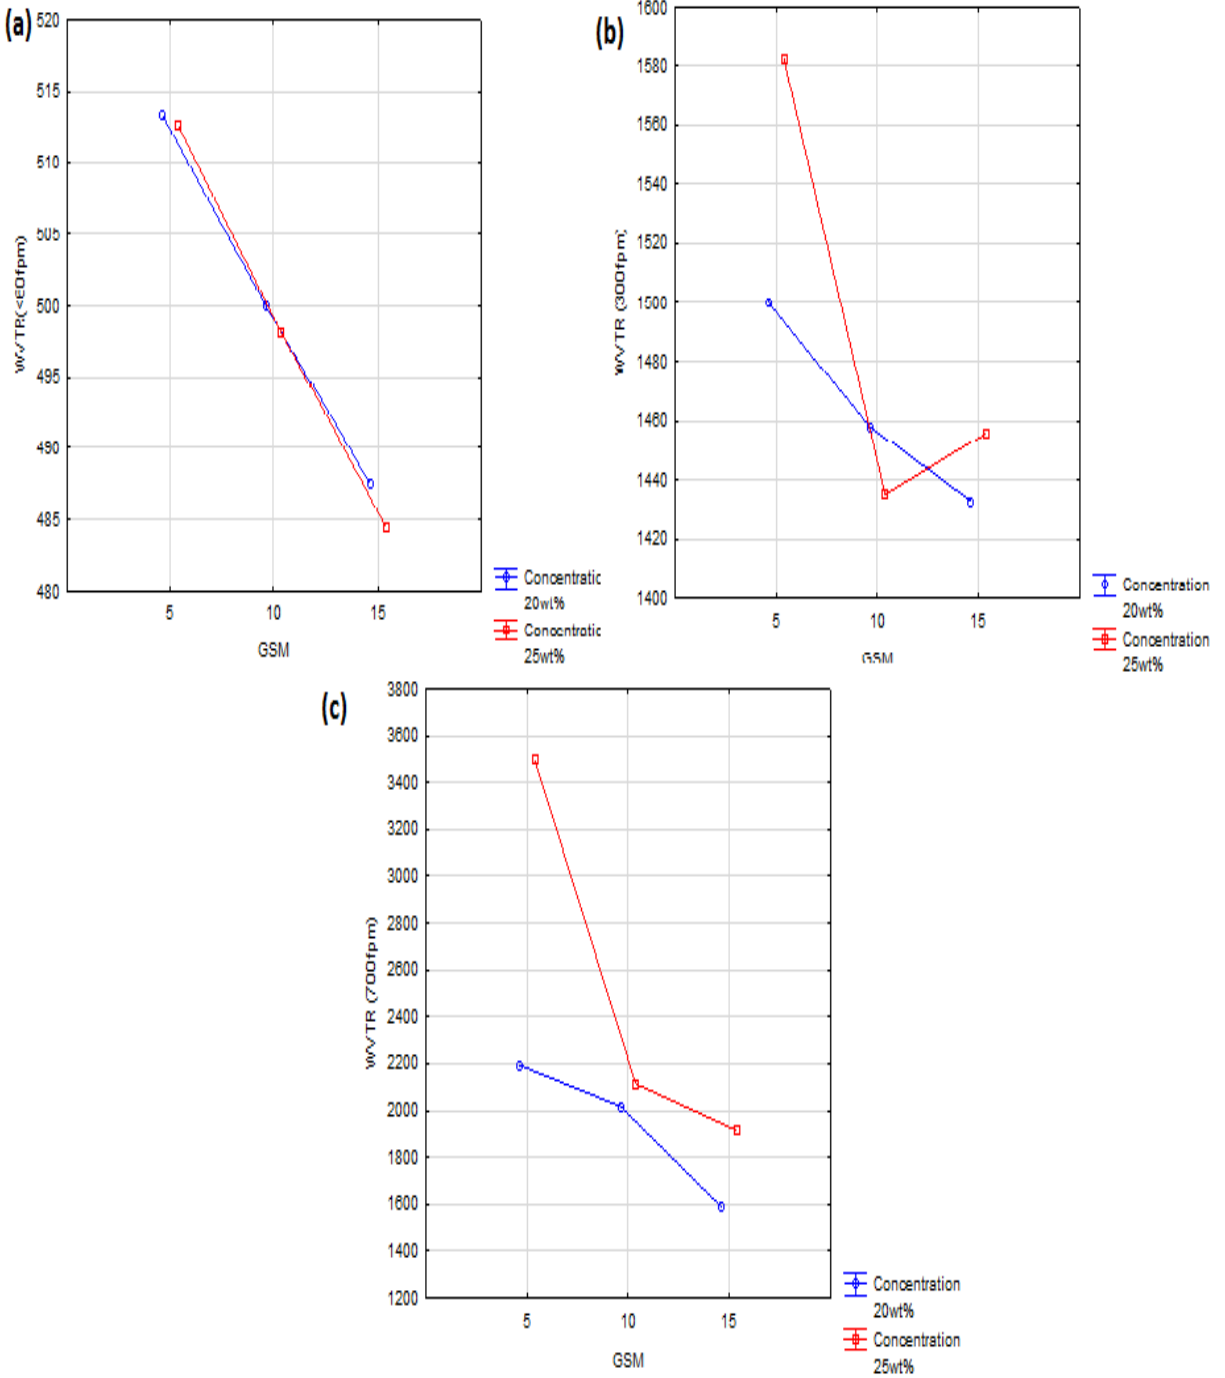 (a)
520
515
510
505
500
495
490
485
480
WVTR(<E0fpm)
5 10 15
GSM
Concentratic
20wt%
Concentratic
25wt%
(b)
1600
1580
1560
1540
1520
1500
1480
1460
1440
1420
1400
WVTR (300fpm)
5 10 15
GSM
Concentration
20wt%
Concentration
25wt%
(c)
3800
3600
3400
3200
3000
2800
2600
2400
2200
2000
1800
1600
1400
1200
WVTR (700fpm)
5 10 15
GSM
Concentration
20wt%
Concentration
25wt%